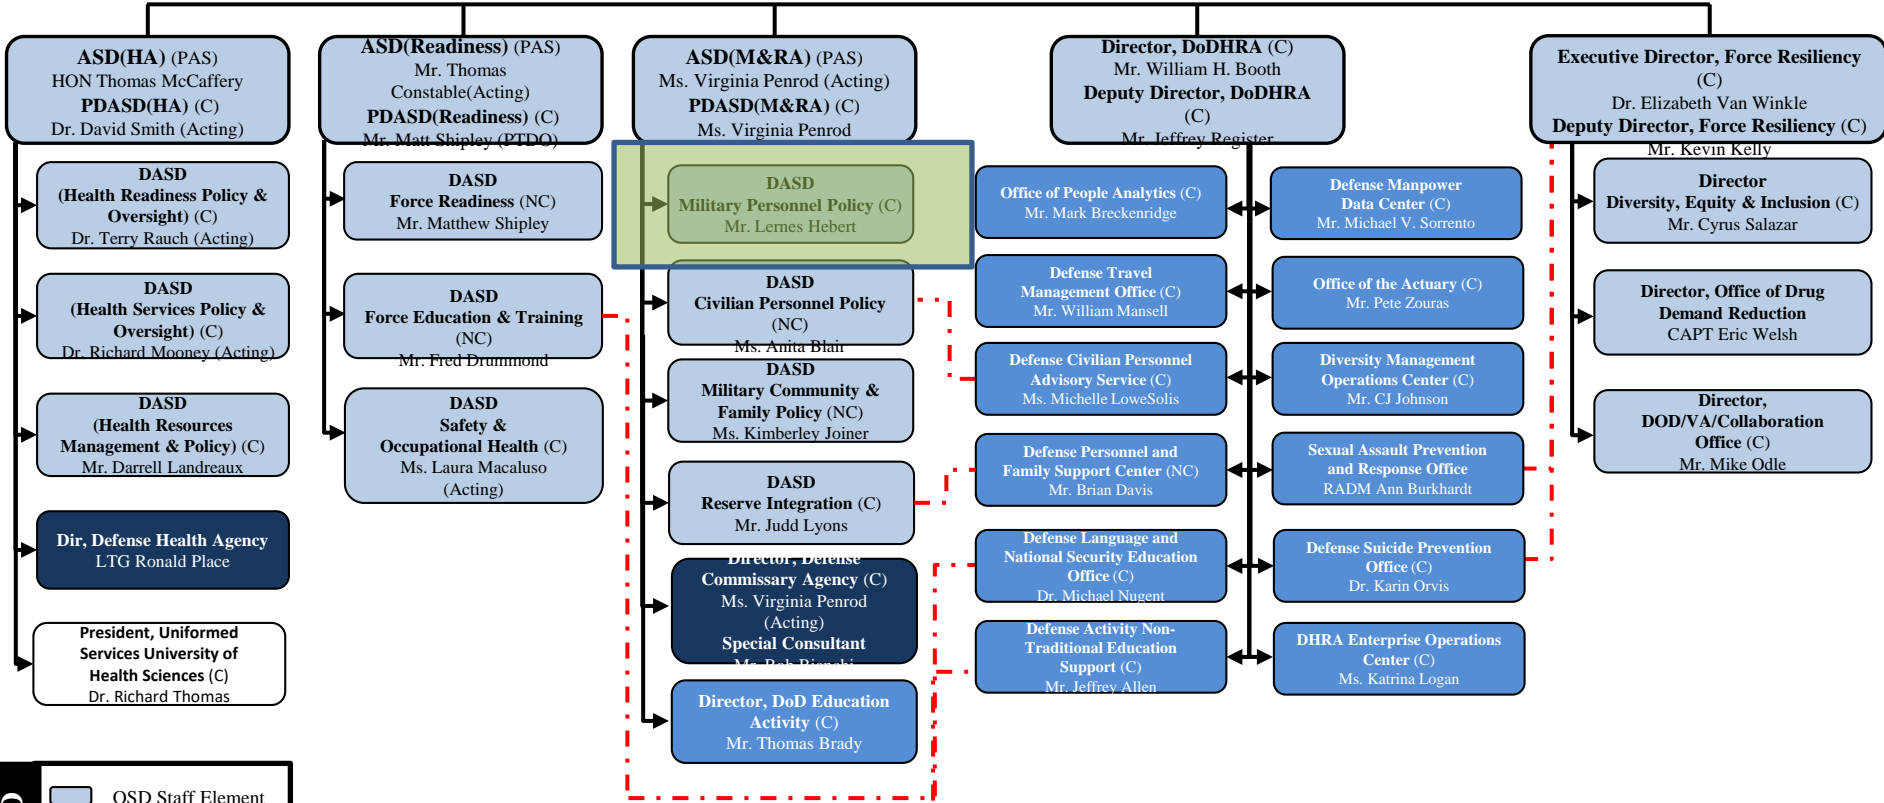 ASD(HA) (PAS)
HON Thomas McCaffery
PDASD(HA) (C)
Dr. David Smith (Acting)
DASD
(Health Readiness Policy &
Oversight) (C)
Dr. Terry Rauch (Acting)
DASD
(Health Services Policy &
Oversight) (C)
Dr. Richard Mooney (Acting)
DASD
(Health Resources
Management & Policy) (C)
Mr. Darrell Landreaux
Dir, Defense Health Agency
LTG Ronald Place
President, Uniformed
Services University of
Health Sciences (C)
Dr. Richard Thomas
ASD(Readiness) (PAS)
Mr. Thomas
Constable(Acting)
PDASD(Readiness) (C)
Mr. Matt Shipley (PTDO)
DASD
Force Readiness (NC)
Mr. Matthew Shipley
DASD
Force Education & Training
(NC)
Mr. Fred Drummond
DASD
Safety &
Occupational Health (C)
Ms. Laura Macaluso
(Acting)
ASD(M&RA) (PAS)
Ms. Virginia Penrod (Acting)
PDASD(M&RA) (C)
Ms. Virginia Penrod
DASD
Military Personnel Policy (C)
Mr. Lernes Hebert
DASD
Civilian Personnel Policy
(NC)
Ms. Anita Blair
DASD
Military Community &
Family Policy (NC)
Ms. Kimberley Joiner
DASD
Reserve Integration (C)
Mr. Judd Lyons
Director, Defense
Commissary Agency (C)
Ms. Virginia Penrod
(Acting)
Special Consultant
Mr. Rob Bianchi
Director, DoD Education
Activity (C)
Mr. Thomas Brady
Director, DoDHRA (C)
Mr. William H. Booth
Deputy Director, DoDHRA
(C)
Mr. Jeffrey Register
Office of People Analytics (C)
Mr. Mark Breckenridge
Defense Travel
Management Office (C)
Mr. William Mansell
Defense Civilian Personnel
Advisory Service (C)
Ms. Michelle LoweSolis
Defense Personnel and
Family Support Center (NC)
Mr. Brian Davis
Defense Language and
National Security Education
Office (C)
Dr. Michael Nugent
Defense Activity Non-
Traditional Education
Support (C)
Mr. Jeffrey Allen
Defense Manpower
Data Center (C)
Mr. Michael V. Sorrento
Office of the Actuary (C)
Mr. Pete Zouras
Diversity Management
Operations Center (C)
Mr. CJ Johnson
Sexual Assault Prevention
and Response Office
RADM Ann Burkhardt
Defense Suicide Prevention
Office (C)
Dr. Karin Orvis
DHRA Enterprise Operations
Center (C)
Ms. Katrina Logan
Executive Director, Force Resiliency
(C)
Dr. Elizabeth Van Winkle
Deputy Director, Force Resiliency (C)
Mr. Kevin Kelly
Director
Diversity, Equity & Inclusion (C)
Mr. Cyrus Salazar
Director, Office of Drug
Demand Reduction
CAPT Eric Welsh
Director,
DOD/VA/Collaboration
Office (C)
Mr. Mike Odle
OSD Staff Element